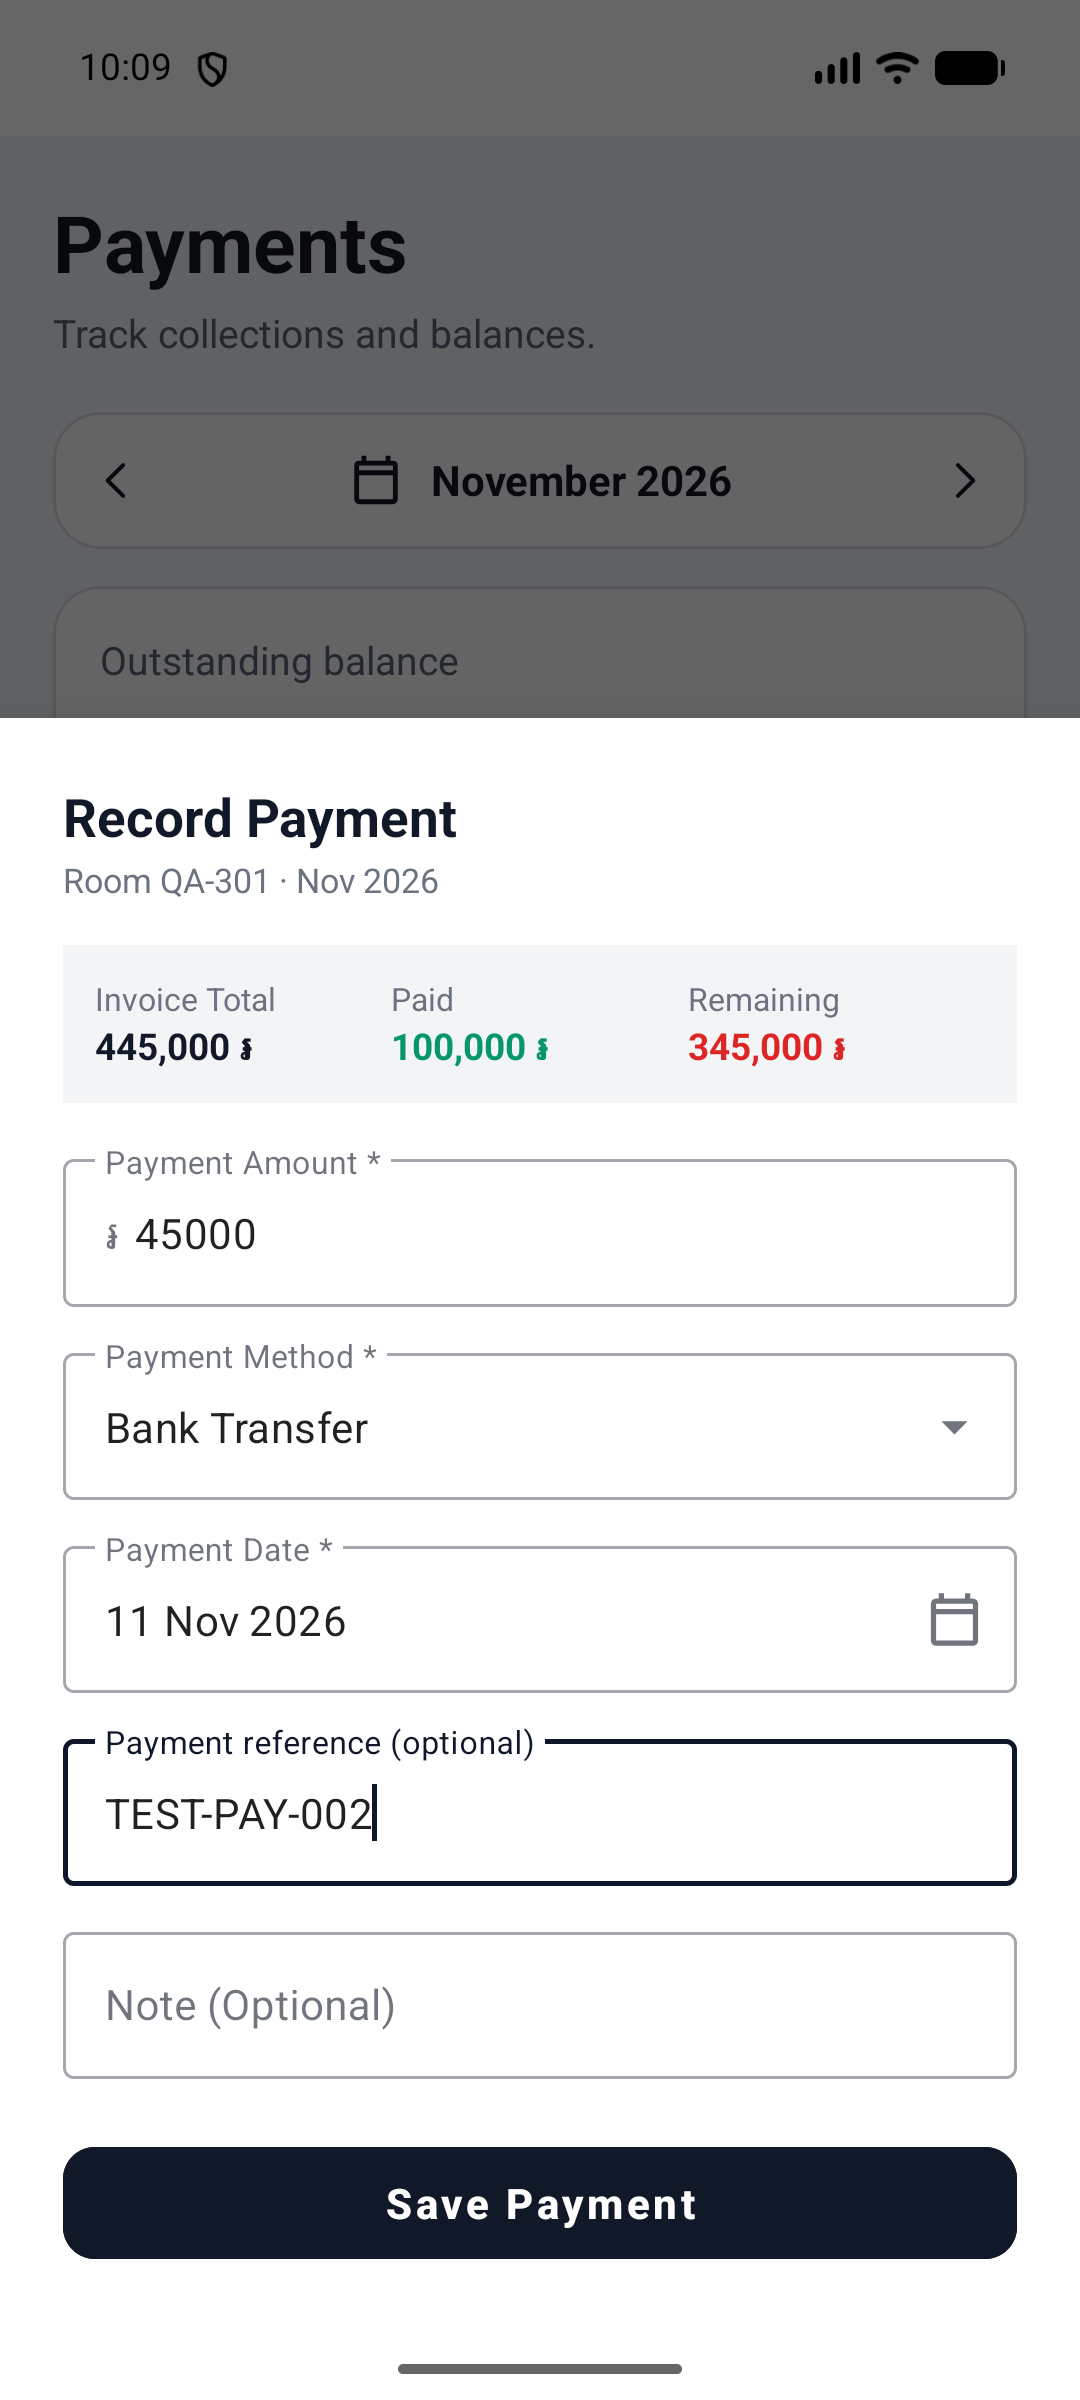 10:09
Payments
Track collections and balances.
November 2026
Outstanding balance
Record Payment
Room QA-301 · Nov 2026
Invoice Total
Paid
Remaining
445,000 ៛
100,000 ៛
345,000 ៛
Payment Amount *
៛ 45000
Payment Method *
Bank Transfer
Payment Date *
11 Nov 2026
Payment reference (optional)
TEST-PAY-002
Note (Optional)
Save Payment